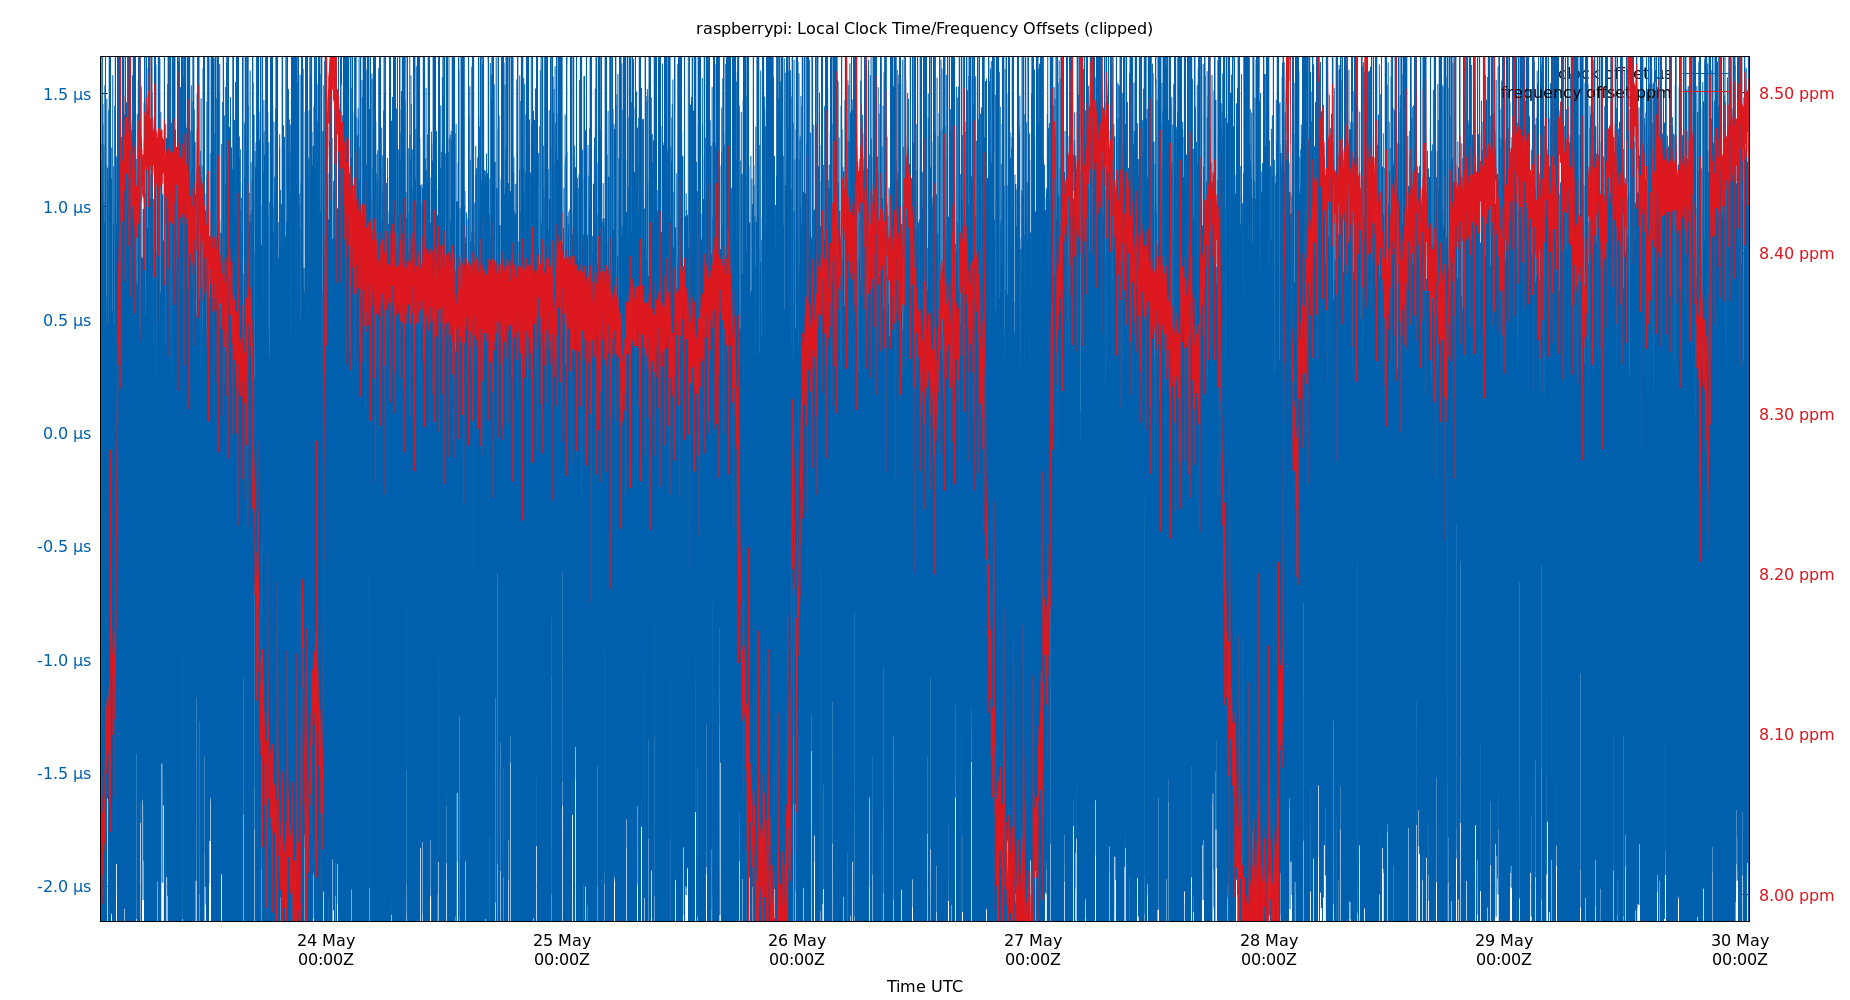 raspberrypi: Local Clock Time/Frequency Offsets (clipped)
clock offset µs
frequency offset ppm
1.5 µs
1.0 µs
0.5 µs
0.0 µs
-0.5 µs
-1.0 µs
-1.5 µs
-2.0 µs
8.50 ppm
8.40 ppm
8.30 ppm
8.20 ppm
8.10 ppm
8.00 ppm
24 May 25 May 26 May 27 May 28 May 29 May 30 May
00:00Z 00:00Z 00:00Z 00:00Z 00:00Z 00:00Z 00:00Z
Time UTC